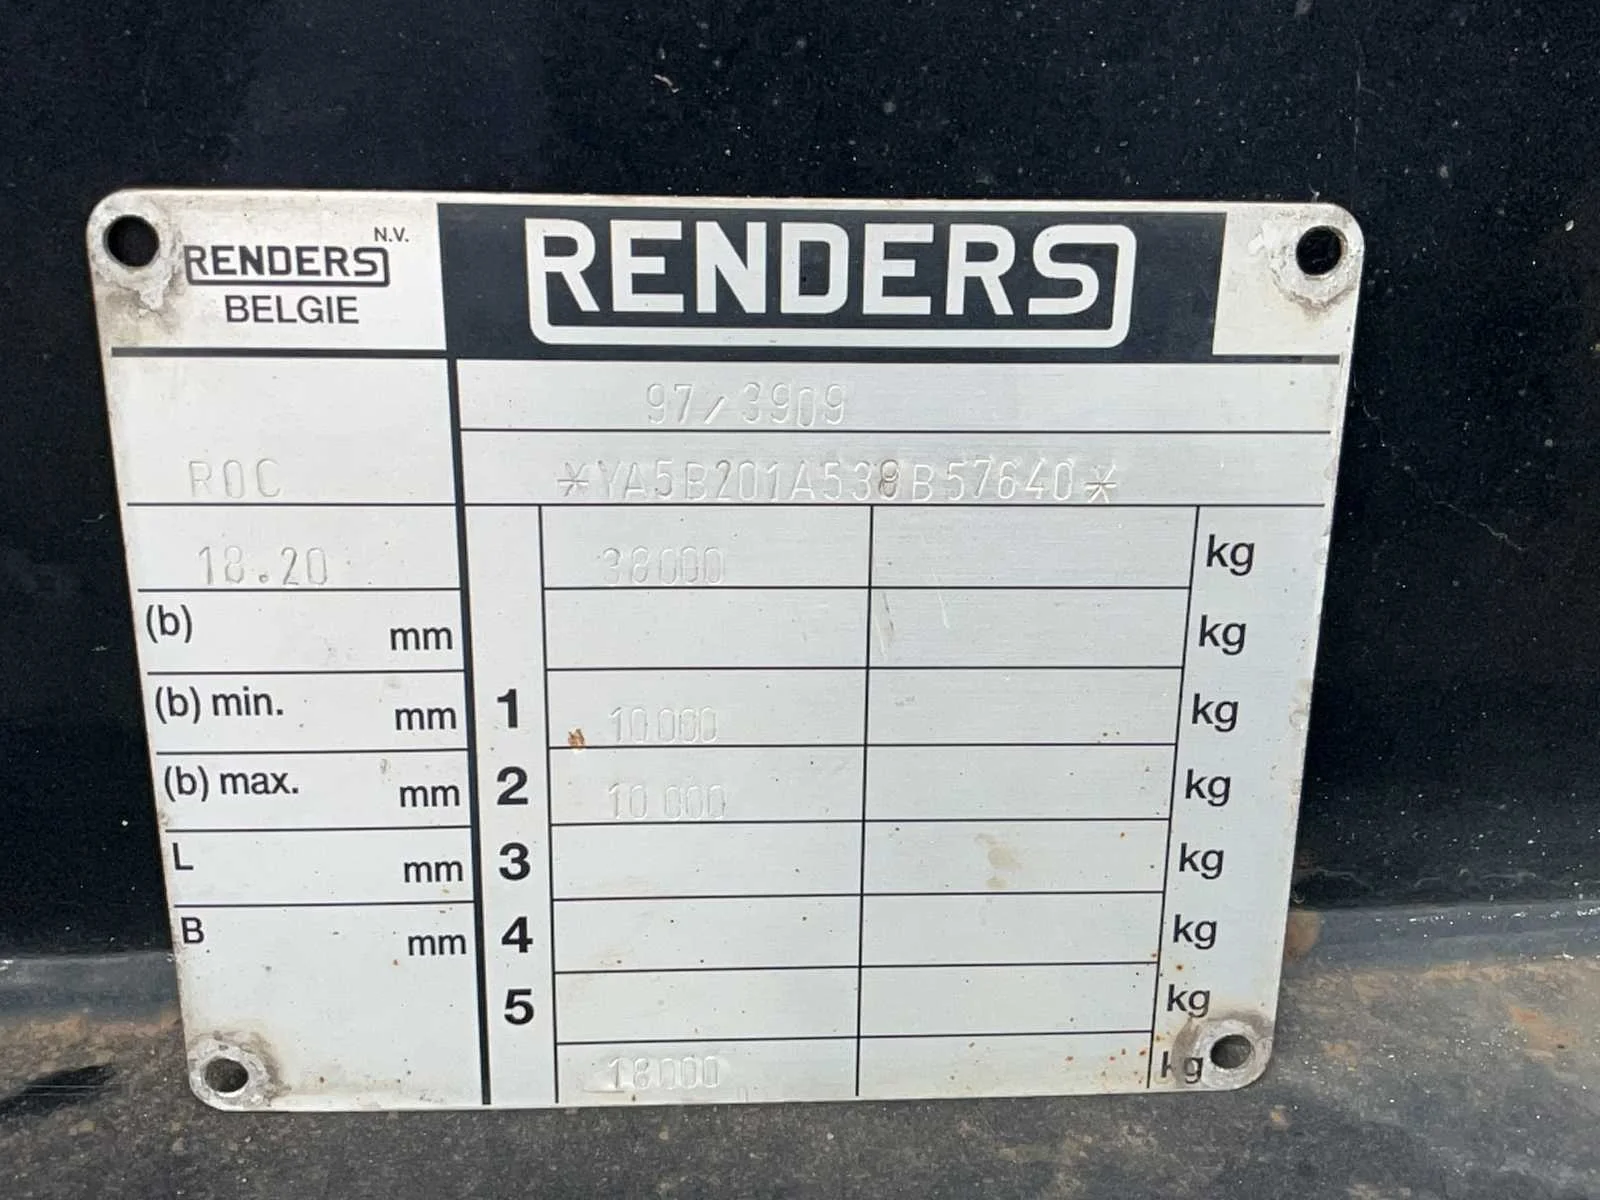 RENDERS N.V.
BELGIE
RENDERS
97/3909
ROC *YA5B201A538B57640*
18.20 38000 kg
(b) mm kg
(b) min. mm 1 10.000 kg
(b) max. mm 2 10 000 kg
L mm 3 kg
B mm 4 kg
5 kg
18000 kg